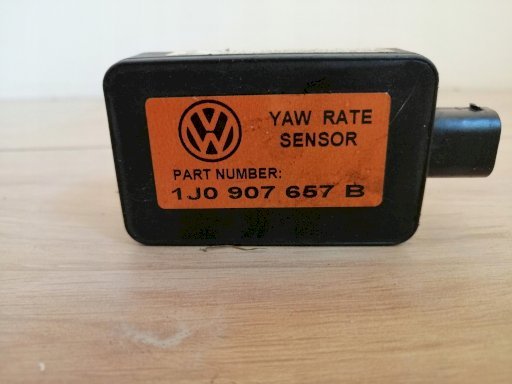 YAW RATE
SENSOR
PART NUMBER:
1J0 907 657 B